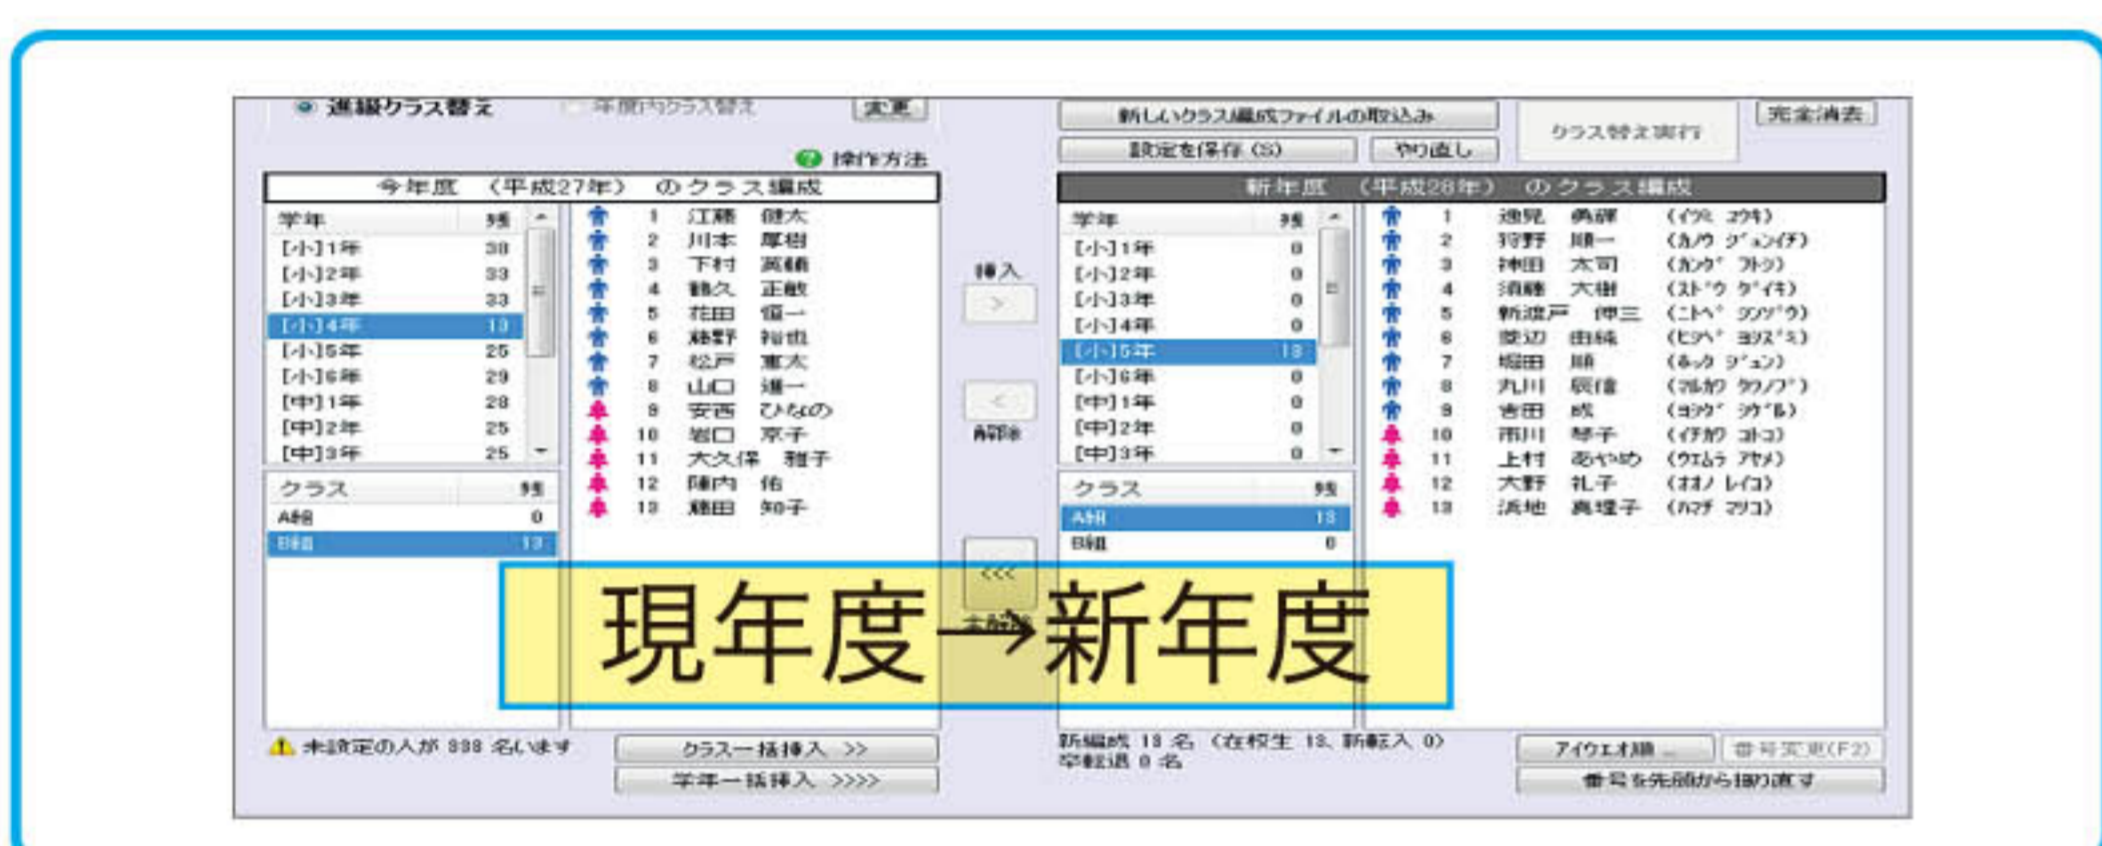 進級クラス替え 年度内クラス替え 変更
操作方法
今年度 (平成27年) のクラス編成
学年 残
[小]1年 30
[小]2年 33
[小]3年 33
[小]4年 13
[小]5年 25
[小]6年 29
[中]1年 28
[中]2年 25
[中]3年 25
クラス 残
A組 0
B組 13
1 江藤 健太
2 川本 厚樹
3 下村 英輔
4 鶴久 正敏
5 花田 恒一
6 藤野 裕也
7 松戸 恵太
8 山口 進一
9 安西 ひなの
10 岩口 京子
11 大久保 雅子
12 陣内 佑
13 藤田 知子
未設定の人が 338 名います
クラス一括挿入 >>
学年一括挿入 >>>>
挿入
>
<
解除
<<<
全解除
新しいクラス編成ファイルの取込み
設定を保存 (S) やり直し
クラス替え実行 完全消去
新年度 (平成28年) のクラス編成
学年 残
[小]1年 0
[小]2年 0
[小]3年 0
[小]4年 0
[小]5年 13
[小]6年 0
[中]1年 0
[中]2年 0
[中]3年 0
クラス 残
A組 13
B組 0
1 逸見 勇輝 (イツミ ユウキ)
2 狩野 順一 (カノウ ジュンイチ)
3 神田 太司 (カンダ フトシ)
4 須藤 大樹 (スドウ ダイキ)
5 新渡戸 伸三 (ニトベ シンゾウ)
6 菱辺 由純 (ヒシベ ヨシズミ)
7 堀田 順 (ホッタ ジュン)
8 丸川 辰信 (マルカワ タツノブ)
9 吉田 成 (ヨシダ シゲル)
10 市川 琴子 (イチカワ コトコ)
11 上村 あやめ (ウエムラ アヤメ)
12 大野 礼子 (オオノ レイコ)
13 浜地 真理子 (ハマチ マリコ)
現年度→新年度
新編成 13 名 (在校生 13、新転入 0)
卒転退 0 名
アイウエオ順 ... 番号変更(F2)
番号を先頭から振り直す